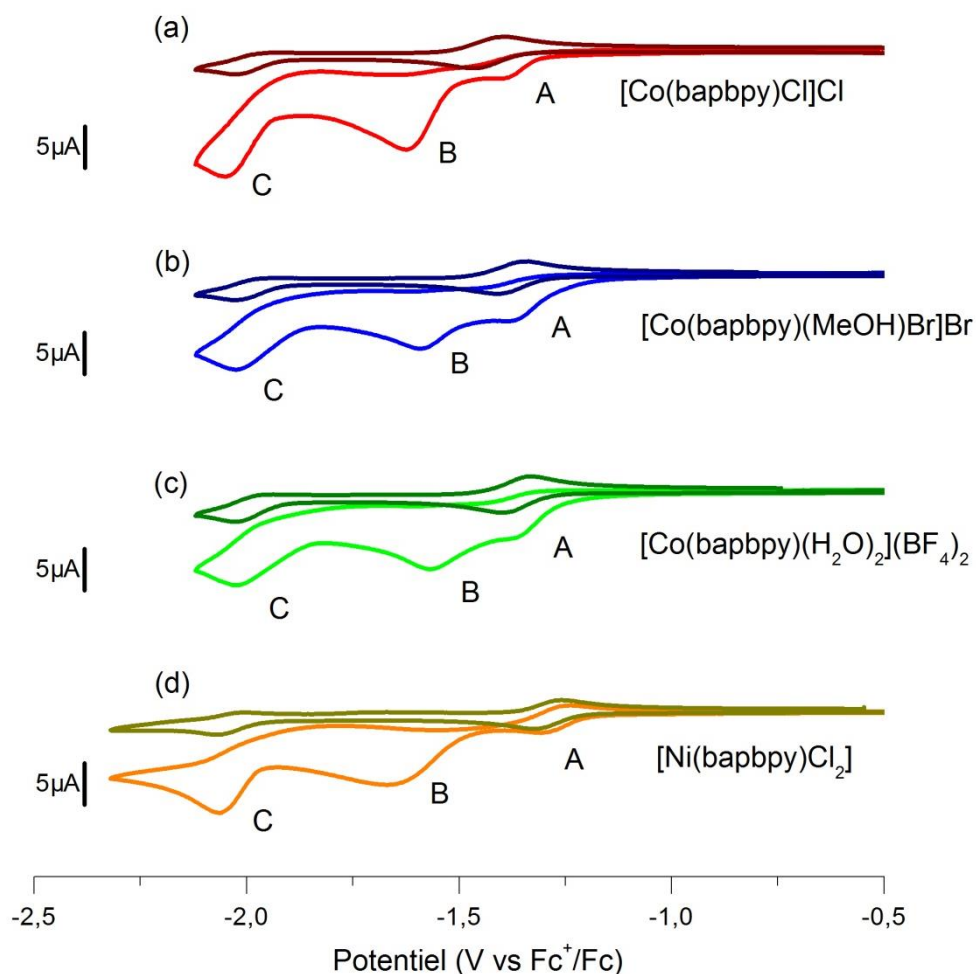 (a)
A
[Co(bapbpy)Cl]Cl
5µA
B
C
(b)
A
[Co(bapbpy)(MeOH)Br]Br
5µA
B
C
(c)
A
[Co(bapbpy)(H₂O)₂](BF₄)₂
5µA
B
C
(d)
A
[Ni(bapbpy)Cl₂]
5µA
B
C
-2,5 -2,0 -1,5 -1,0 -0,5
Potentiel (V vs Fc⁺/Fc)